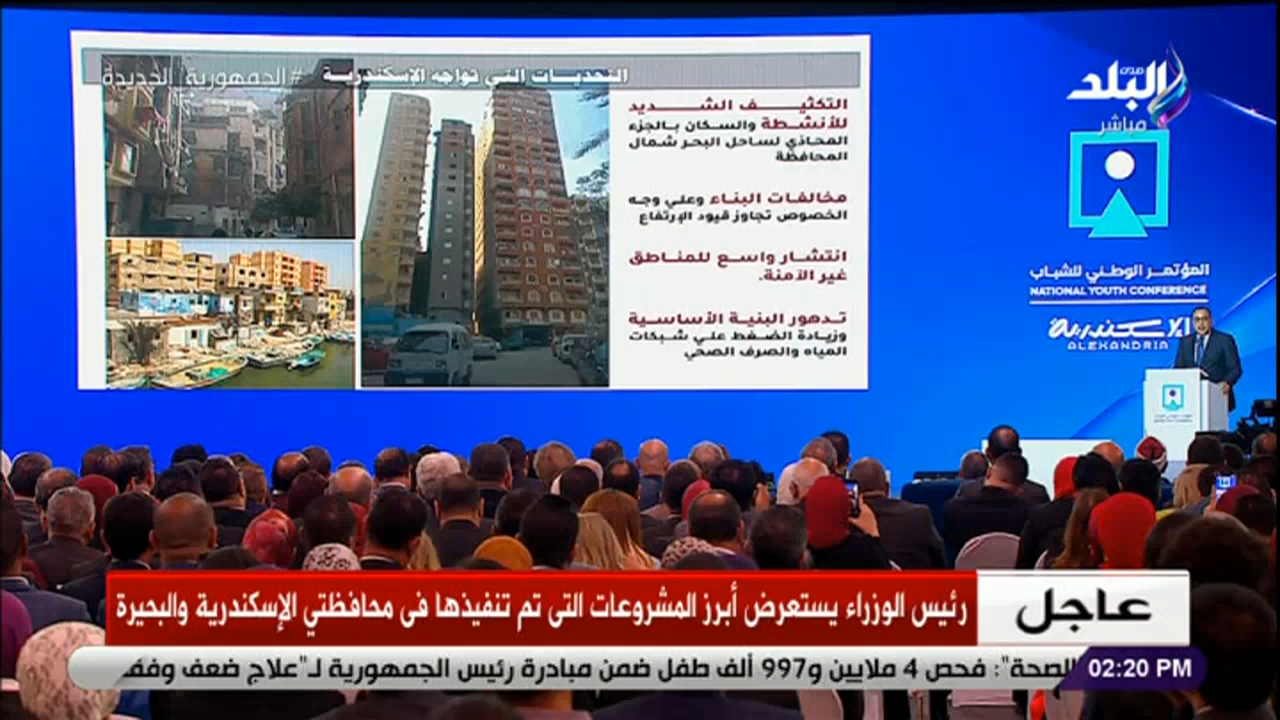 #الجمهورية_الجديدة
التحديات التي تواجه الإسكندرية
التكثيف الشديد
للأنشطة والسكان بالجزء
المحاذي لساحل البحر شمال
المحافظة
مخالفات البناء وعلي وجه
الخصوص تجاوز قيود الإرتفاع
انتشار واسع للمناطق
غير الآمنة.
تدهور البنية الأساسية
وزيادة الضغط علي شبكات
المياه والصرف الصحي
صدى
البلد
مباشر
المؤتمر الوطني للشباب
NATIONAL YOUTH CONFERENCE
الإسكندرية
ALEXANDRIA
عاجل
رئيس الوزراء يستعرض أبرز المشروعات التى تم تنفيذها فى محافظتي الإسكندرية والبحيرة
02:20 PM
الصحة": فحص 4 ملايين و997 ألف طفل ضمن مبادرة رئيس الجمهورية لـ"علاج ضعف وفقد